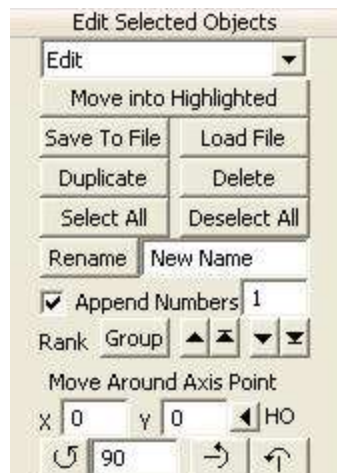 Edit Selected Objects
Edit
Move into Highlighted
Save To File Load File
Duplicate Delete
Select All Deselect All
Rename New Name
Append Numbers 1
Rank Group
Move Around Axis Point
X 0 Y 0 HO
90